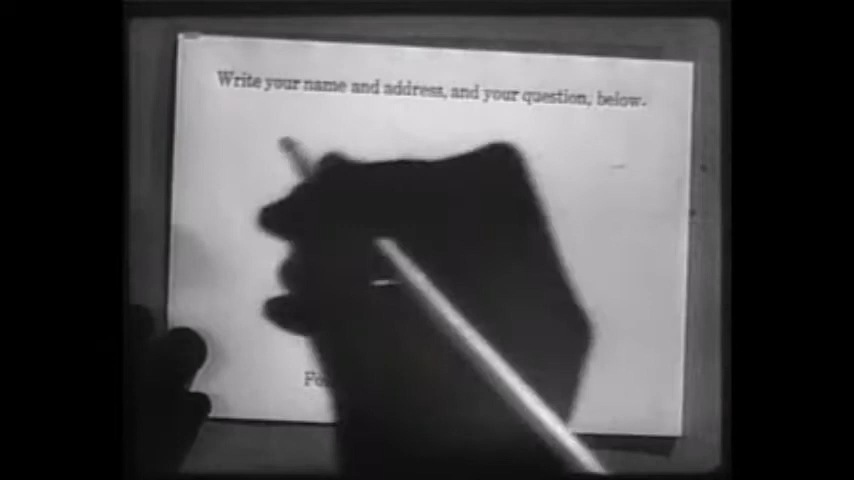 Write your name and address, and your question, below.